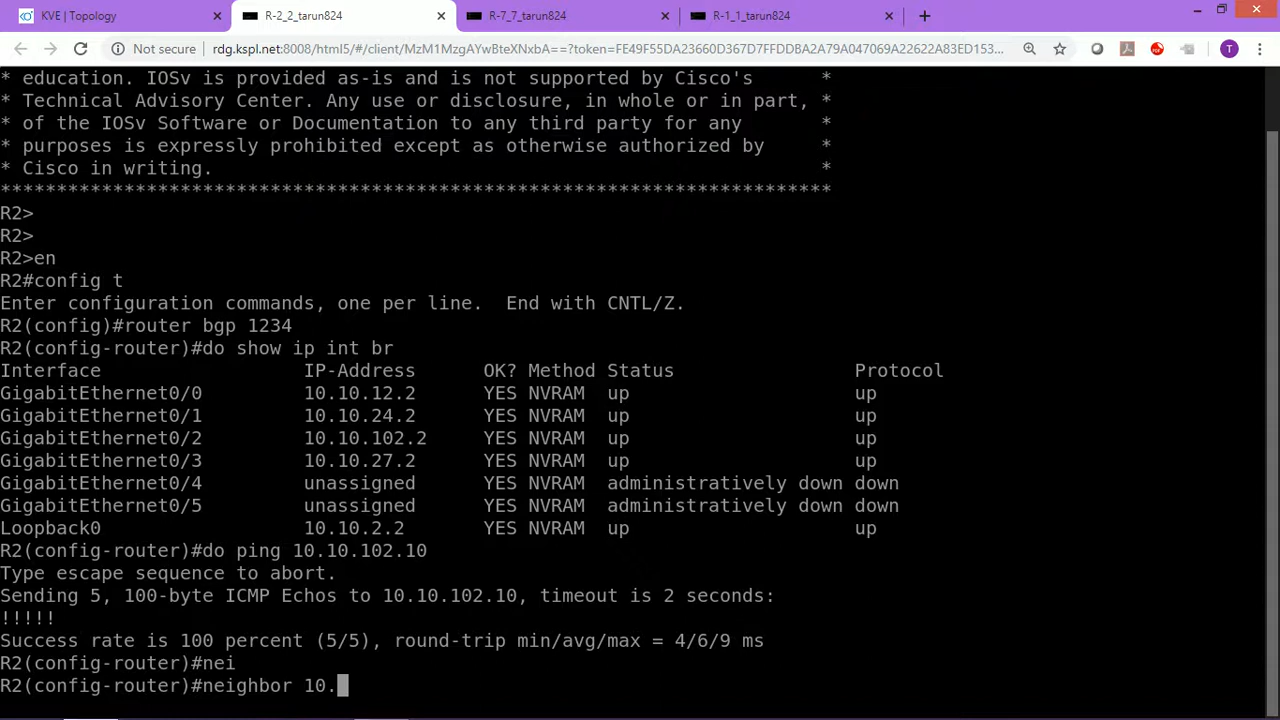 KVE | Topology
R-2_2_tarun824
R-7_7_tarun824
R-1_1_tarun824
Not secure
rdg.kspl.net:8008/html5/#/client/MzM1MzgAYwBteXNxbA==?token=FE49F55DA23660D367D7FFDDBA2A79A047069A22622A83ED153...
T
* education. IOSv is provided as-is and is not supported by Cisco's *
* Technical Advisory Center. Any use or disclosure, in whole or in part, *
* of the IOSv Software or Documentation to any third party for any *
* purposes is expressly prohibited except as otherwise authorized by *
* Cisco in writing. *
**************************************************************************
R2>
R2>
R2>en
R2#config t
Enter configuration commands, one per line. End with CNTL/Z.
R2(config)#router bgp 1234
R2(config-router)#do show ip int br
Interface IP-Address OK? Method Status Protocol
GigabitEthernet0/0 10.10.12.2 YES NVRAM up up
GigabitEthernet0/1 10.10.24.2 YES NVRAM up up
GigabitEthernet0/2 10.10.102.2 YES NVRAM up up
GigabitEthernet0/3 10.10.27.2 YES NVRAM up up
GigabitEthernet0/4 unassigned YES NVRAM administratively down down
GigabitEthernet0/5 unassigned YES NVRAM administratively down down
Loopback0 10.10.2.2 YES NVRAM up up
R2(config-router)#do ping 10.10.102.10
Type escape sequence to abort.
Sending 5, 100-byte ICMP Echos to 10.10.102.10, timeout is 2 seconds:
!!!!!
Success rate is 100 percent (5/5), round-trip min/avg/max = 4/6/9 ms
R2(config-router)#nei
R2(config-router)#neighbor 10.